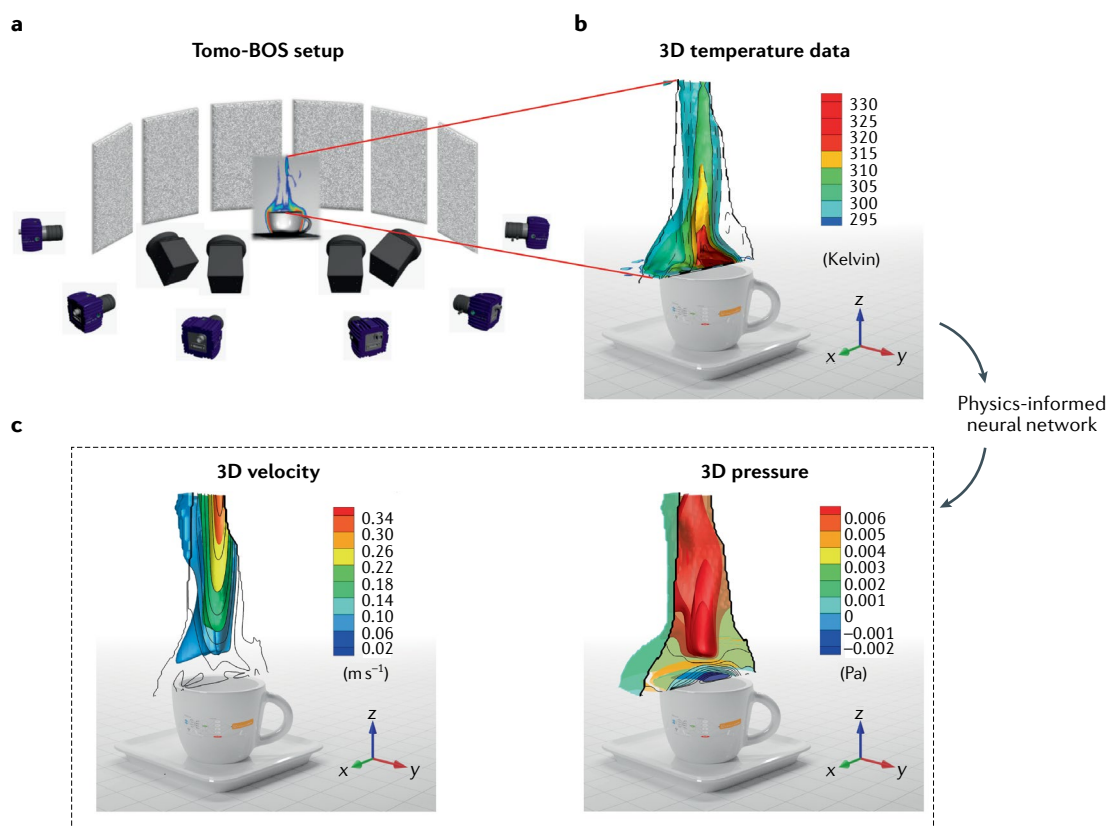 a
Tomo-BOS setup
b
3D temperature data
330
325
320
315
310
305
300
295
(Kelvin)
z
x
y
Physics-informed
neural network
c
3D velocity
0.34
0.30
0.26
0.22
0.18
0.14
0.10
0.06
0.02
(m s⁻¹)
z
x
y
3D pressure
0.006
0.005
0.004
0.003
0.002
0.001
0
−0.001
−0.002
(Pa)
z
x
y